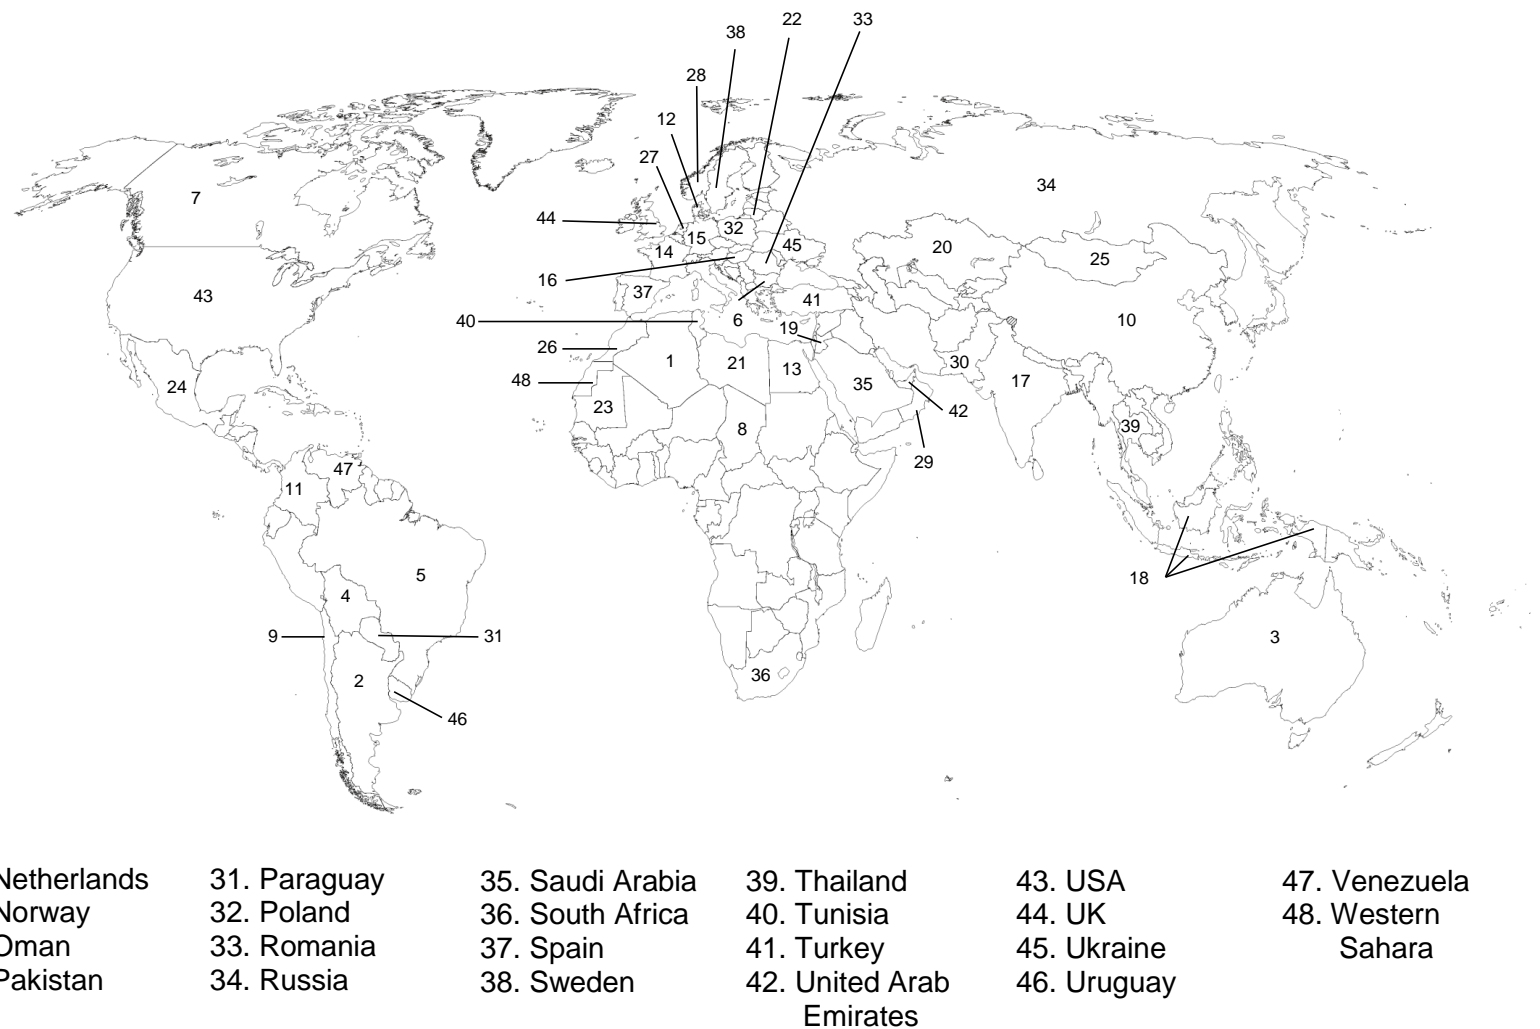 33
22
38
28
12
27
34
7
44
32
15
45
20
14
25
16
37
43
41
6
10
40
19
26
1
21
30
13
17
48
35
24
23
42
39
8
29
47
11
5
18
4
9
31
3
36
2
46
Netherlands
Norway
Oman
Pakistan
31. Paraguay
32. Poland
33. Romania
34. Russia
35. Saudi Arabia
36. South Africa
37. Spain
38. Sweden
39. Thailand
40. Tunisia
41. Turkey
42. United Arab
Emirates
43. USA
44. UK
45. Ukraine
46. Uruguay
47. Venezuela
48. Western
Sahara